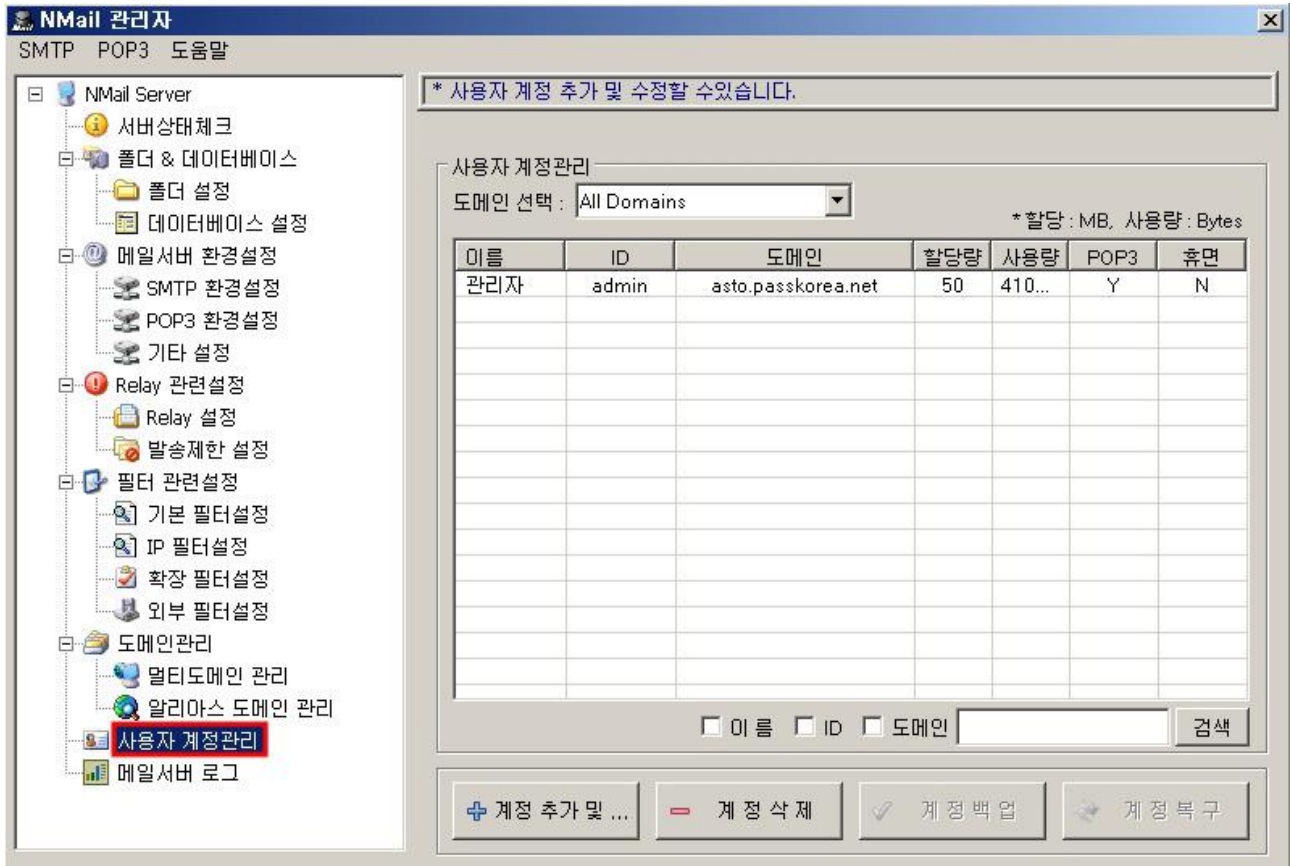 NMail 관리자
SMTP POP3 도움말
NMail Server
서버상태체크
폴더 & 데이터베이스
폴더 설정
데이터베이스 설정
메일서버 환경설정
SMTP 환경설정
POP3 환경설정
기타 설정
Relay 관련설정
Relay 설정
발송제한 설정
필터 관련설정
기본 필터설정
IP 필터설정
확장 필터설정
외부 필터설정
도메인관리
멀티도메인 관리
알리아스 도메인 관리
사용자 계정관리
메일서버 로그
* 사용자 계정 추가 및 수정할 수있습니다.
사용자 계정관리
도메인 선택 : All Domains
* 할당 : MB, 사용량 : Bytes
이름 ID 도메인 할당량 사용량 POP3 휴면
관리자 admin asto.passkorea.net 50 410... Y N
이 름 ID 도메인 검색
계정 추가 및 ... 계 정 삭 제 계 정 백 업 계 정 복 구